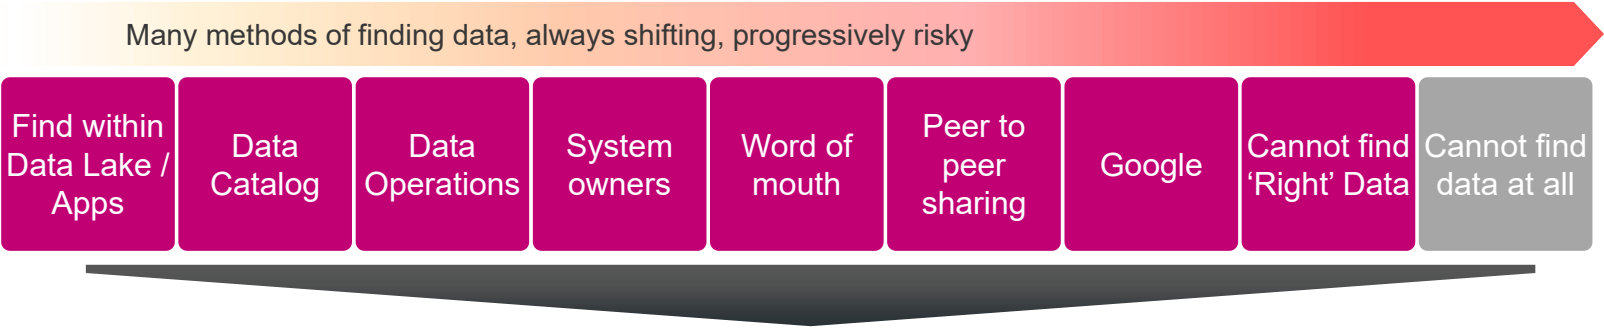 Many methods of finding data, always shifting, progressively risky
Find within
Data Lake /
Apps
Data
Catalog
Data
Operations
System
owners
Word of
mouth
Peer to
peer
sharing
Google
Cannot find
‘Right’ Data
Cannot find
data at all